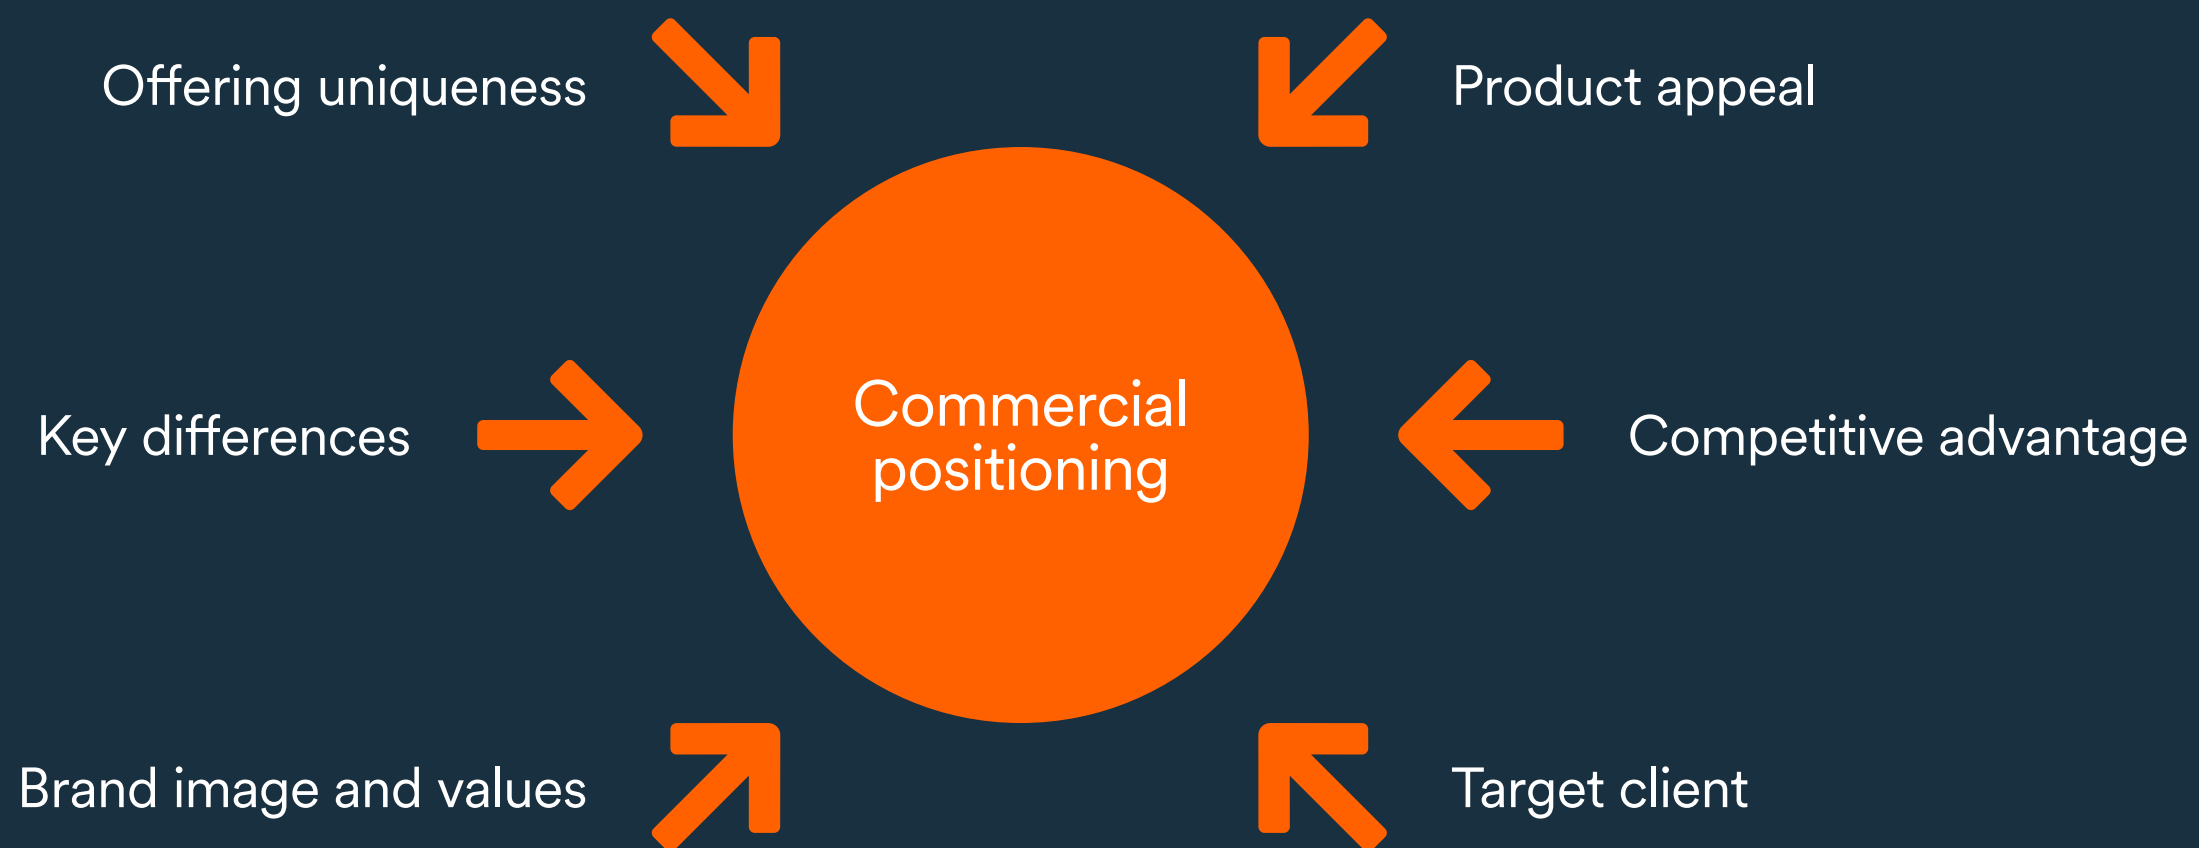 Offering uniqueness
Product appeal
Key differences
Commercial
positioning
Competitive advantage
Brand image and values
Target client